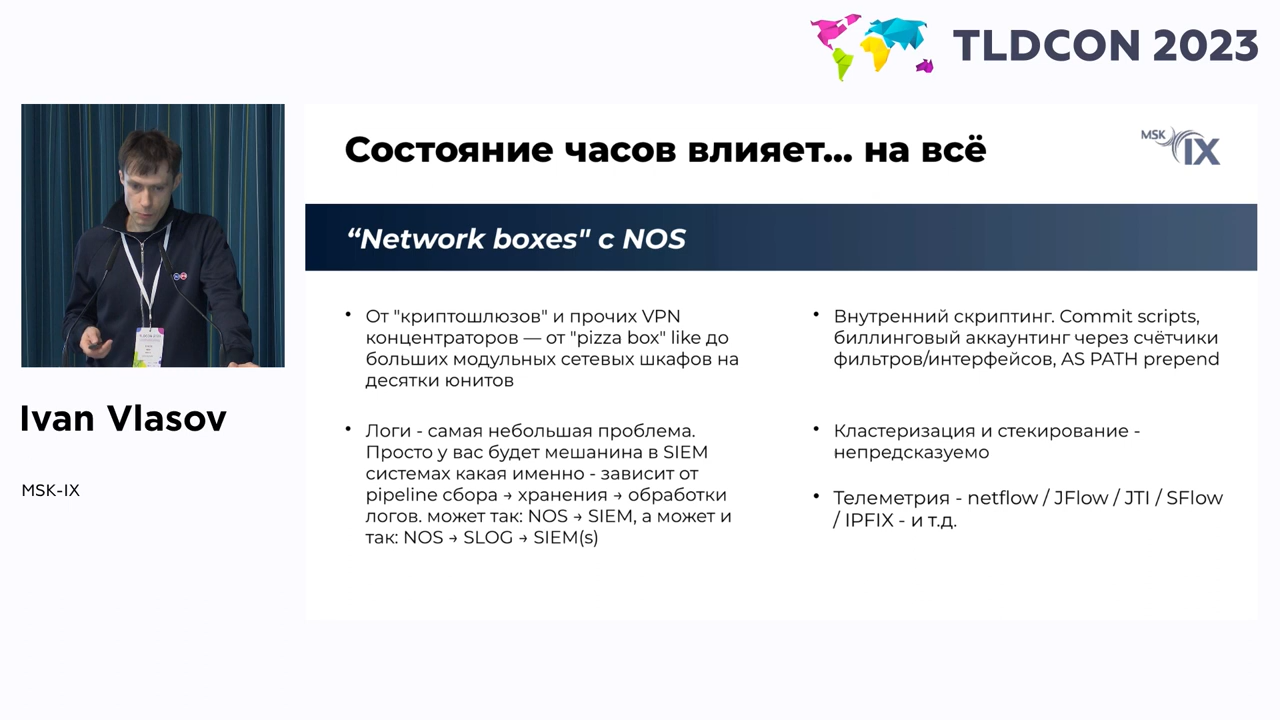 TLDCON 2023
Состояние часов влияет... на всё
MSK
IX
“Network boxes" с NOS
• От "криптошлюзов" и прочих VPN
концентраторов — от "pizza box" like до
больших модульных сетевых шкафов на
десятки юнитов
• Логи - самая небольшая проблема.
Просто у вас будет мешанина в SIEM
системах какая именно - зависит от
pipeline сбора → хранения → обработки
логов. может так: NOS → SIEM, а может и
так: NOS → SLOG → SIEM(s)
• Внутренний скриптинг. Commit scripts,
биллинговый аккаунтинг через счётчики
фильтров/интерфейсов, AS PATH prepend
• Кластеризация и стекирование -
непредсказуемо
• Телеметрия - netflow / JFlow / JTI / SFlow
/ IPFIX - и т.д.
Ivan Vlasov
MSK-IX